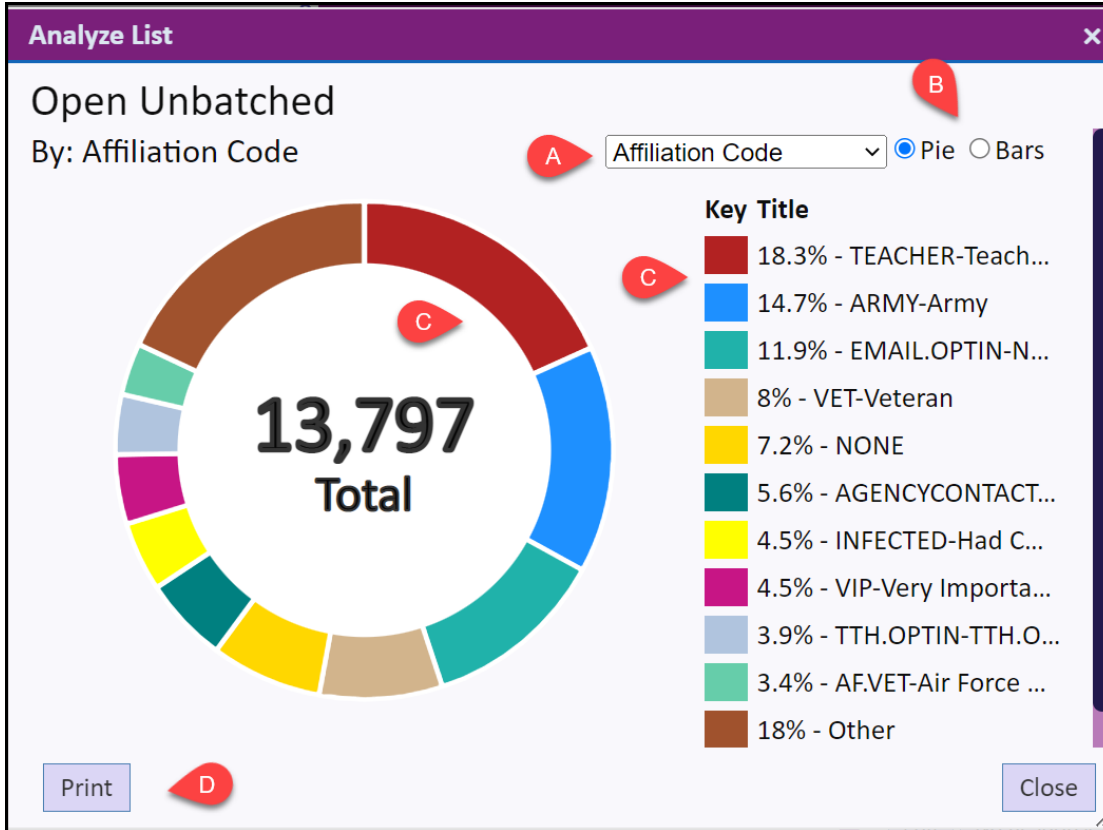 Analyze List ×
Open Unbatched
B
By: Affiliation Code
A
Affiliation Code
Pie
Bars
Key Title
18.3% - TEACHER-Teach...
C
14.7% - ARMY-Army
C
11.9% - EMAIL.OPTIN-N...
8% - VET-Veteran
13,797
Total
7.2% - NONE
5.6% - AGENCYCONTACT...
4.5% - INFECTED-Had C...
4.5% - VIP-Very Importa...
3.9% - TTH.OPTIN-TTH.O...
3.4% - AF.VET-Air Force ...
18% - Other
Print
D
Close